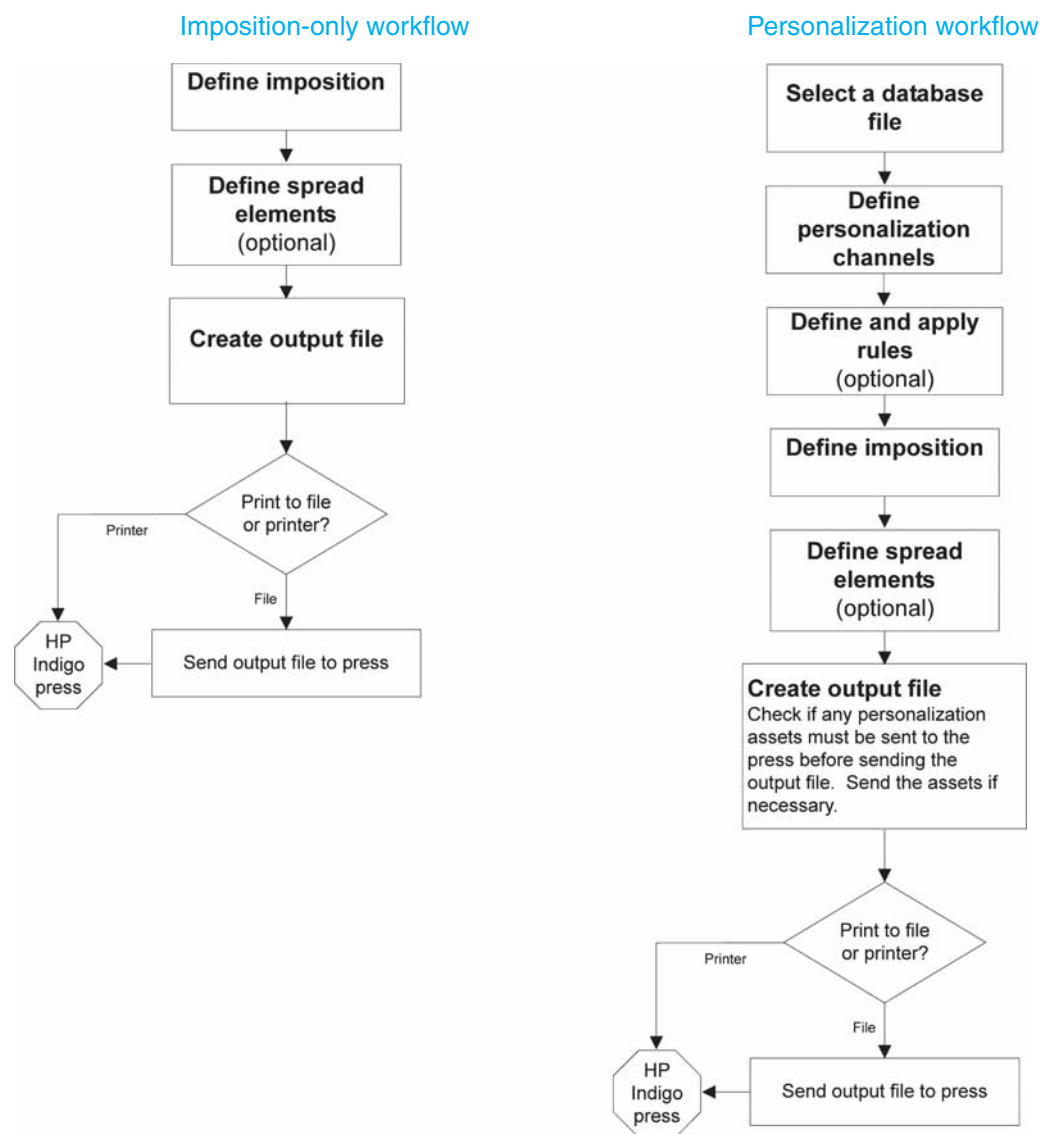 Imposition-only workflow
Define imposition
Define spread
elements
(optional)
Create output file
Print to file
or printer?
Printer
File
HP
Indigo
press
Send output file to press
Personalization workflow
Select a database
file
Define
personalization
channels
Define and apply
rules
(optional)
Define imposition
Define spread
elements
(optional)
Create output file
Check if any personalization
assets must be sent to the
press before sending the
output file. Send the assets if
necessary.
Print to file
or printer?
Printer
File
HP
Indigo
press
Send output file to press